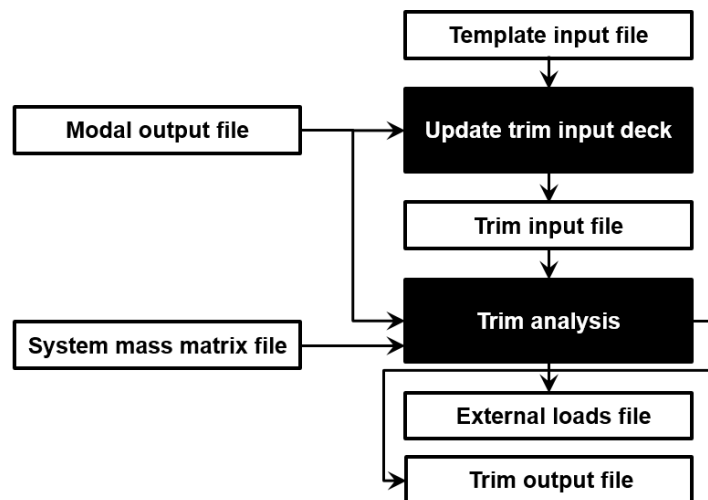 Template input file
Modal output file
Update trim input deck
Trim input file
Trim analysis
System mass matrix file
External loads file
Trim output file